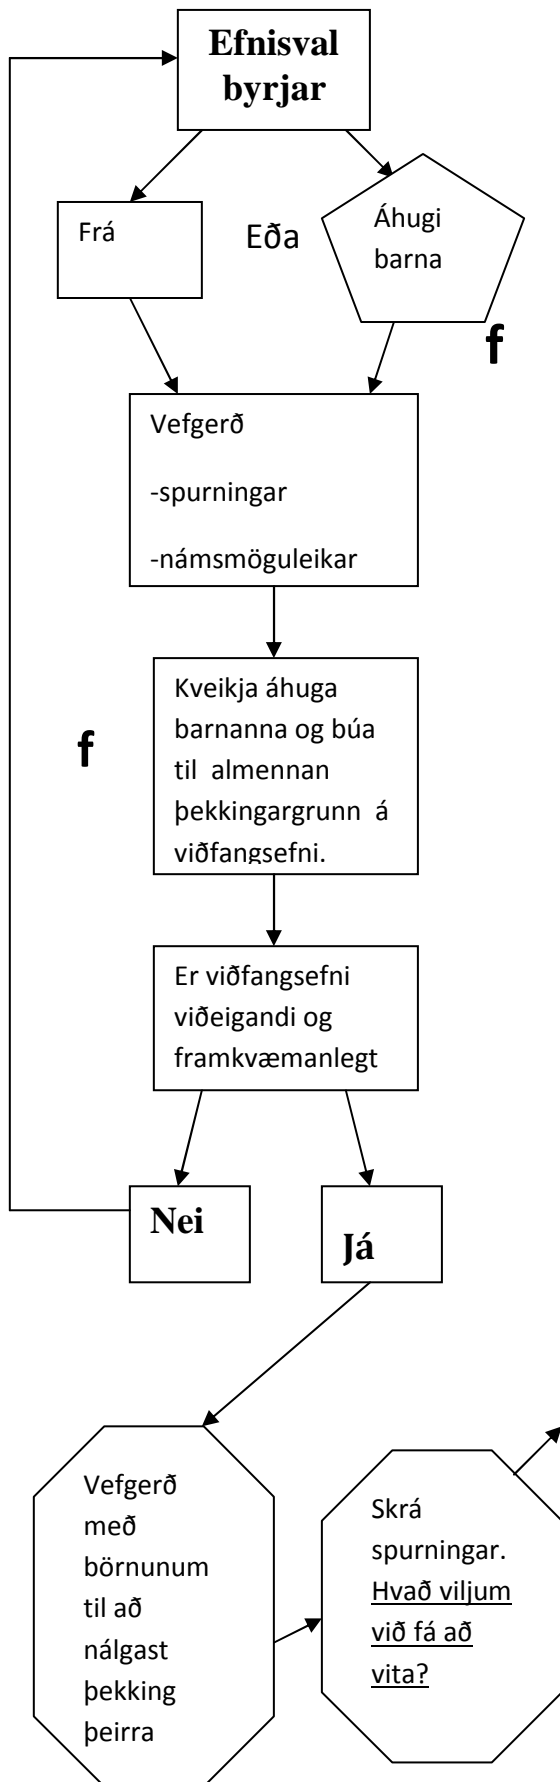 Efnisval
byrjar
Frá
Eða
Áhugi
barna
f
Vefgerð
-spurningar
-námsmöguleikar
Kveikja áhuga
barnanna og búa
til almennan
þekkingargrunn á
viðfangsefni.
f
Er viðfangsefni
viðeigandi og
framkvæmanlegt
Nei
Já
Vefgerð
með
börnunum
til að
nálgast
þekking
þeirra
Skrá
spurningar.
Hvað viljum
við fá að
vita?